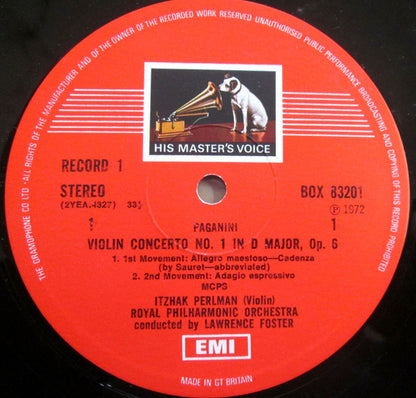 ALL RIGHTS OF THE MANUFACTURER AND OF THE OWNER OF THE RECORDED WORK RESERVED UNAUTHORISED PUBLIC PERFORMANCE BROADCASTING AND COPYING OF THIS RECORD PROHIBITED
THE GRAMOPHONE CO LTD
HIS MASTER'S VOICE
RECORD 1
STEREO
BOX 83201
33⅓
Ⓟ 1972
1
PAGANINI
VIOLIN CONCERTO NO. 1 IN D MAJOR, Op. 6
1. 1st Movement: Allegro maestoso—Cadenza
(by Sauret—abbreviated)
2. 2nd Movement: Adagio espressivo
MCPS
ITZHAK PERLMAN (Violin)
ROYAL PHILHARMONIC ORCHESTRA
conducted by LAWRENCE FOSTER
EMI
MADE IN GT BRITAIN